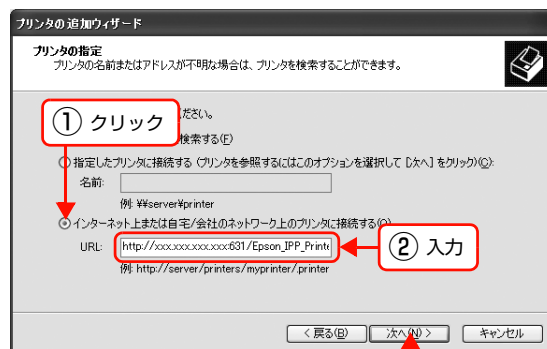 プリンタの追加ウィザード
プリンタの指定
プリンタの名前またはアドレスが不明な場合は、プリンタを検索することができます。
ださい。
① クリック
検索する(F)
指定したプリンタに接続する (プリンタを参照するにはこのオプションを選択して [次へ] をクリック)(C):
名前:
例: ¥¥server¥printer
インターネット上または自宅/会社のネットワーク上のプリンタに接続する(O):
URL: http://xxx.xxx.xxx.xxx:631/Epson_IPP_Printe
② 入力
例: http://server/printers/myprinter/.printer
< 戻る(B) 次へ(N) > キャンセル